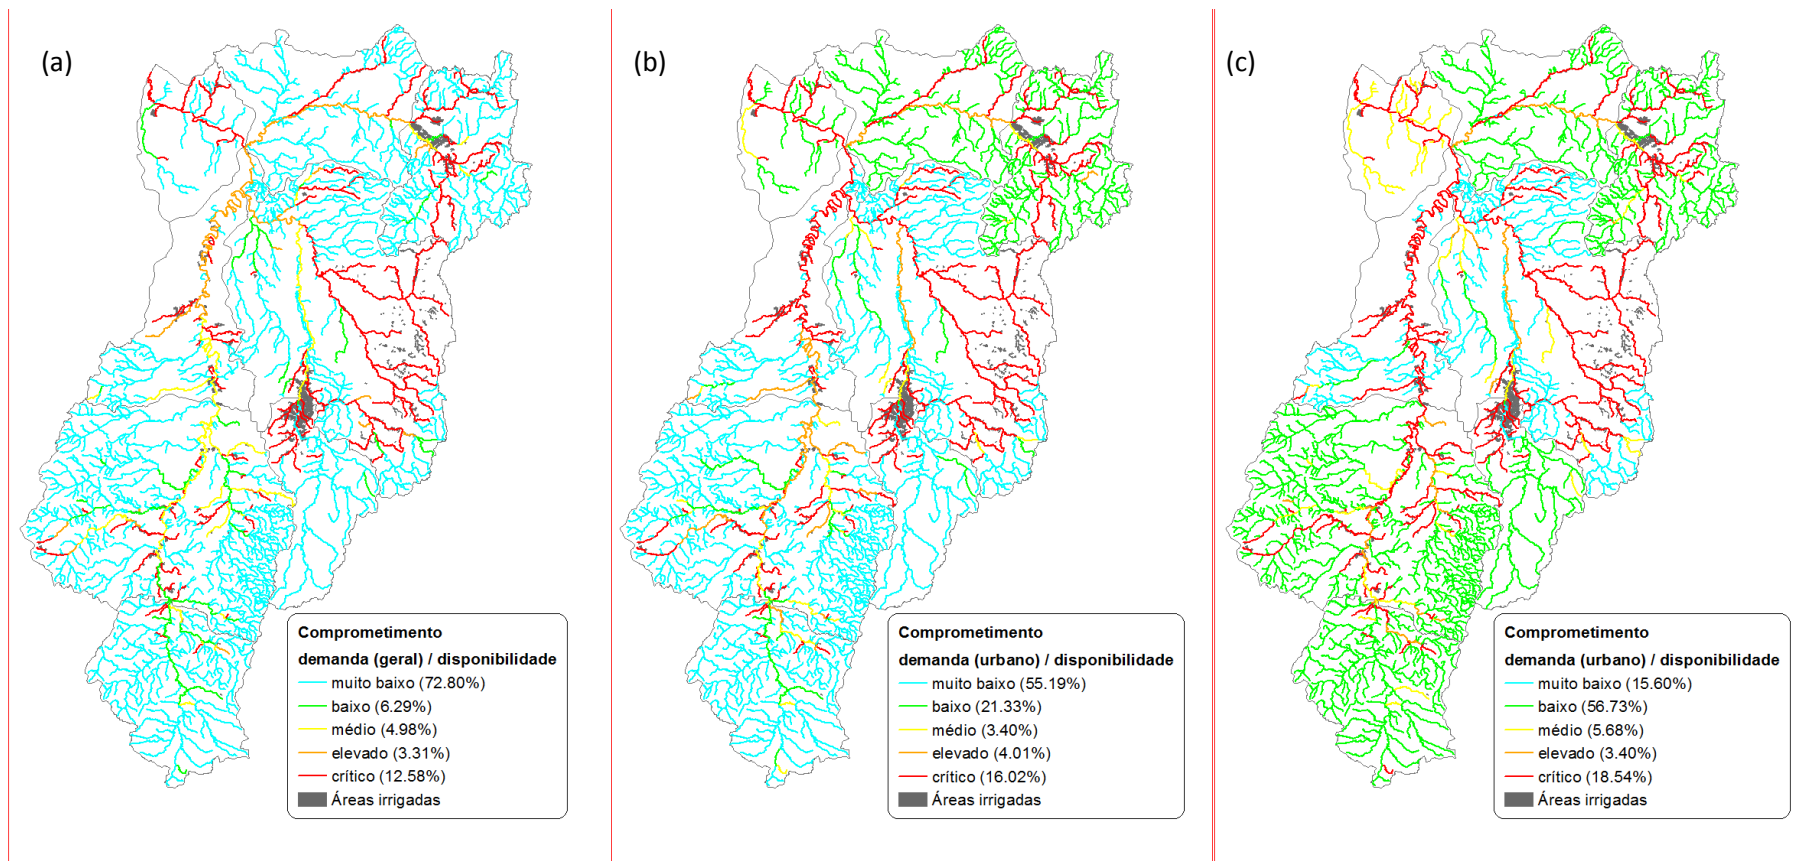 (a)
Comprometimento
demanda (geral) / disponibilidade
muito baixo (72.80%)
baixo (6.29%)
médio (4.98%)
elevado (3.31%)
crítico (12.58%)
Áreas irrigadas
(b)
Comprometimento
demanda (urbano) / disponibilidade
muito baixo (55.19%)
baixo (21.33%)
médio (3.40%)
elevado (4.01%)
crítico (16.02%)
Áreas irrigadas
(c)
Comprometimento
demanda (urbano) / disponibilidade
muito baixo (15.60%)
baixo (56.73%)
médio (5.68%)
elevado (3.40%)
crítico (18.54%)
Áreas irrigadas